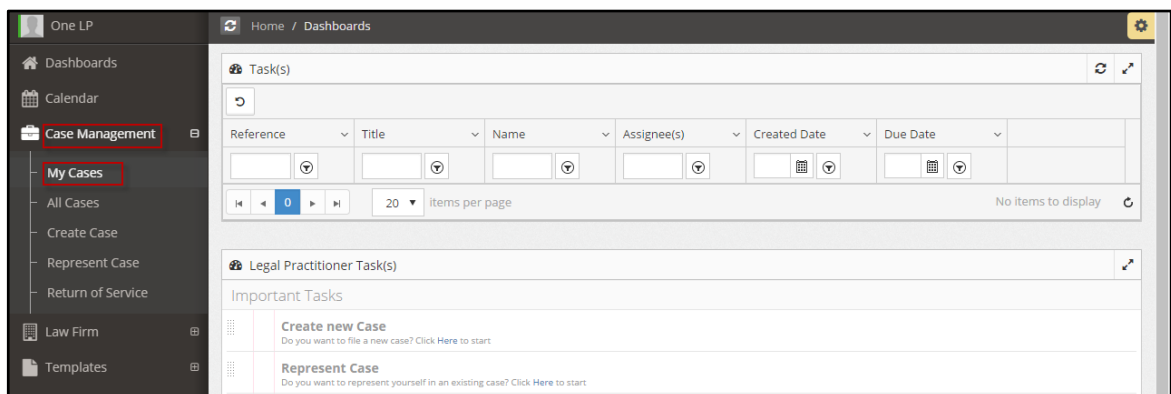 One LP
Home / Dashboards
Dashboards
Calendar
Case Management
My Cases
All Cases
Create Case
Represent Case
Return of Service
Law Firm
Templates
Task(s)
Reference Title Name Assignee(s) Created Date Due Date
0 20 items per page No items to display
Legal Practitioner Task(s)
Important Tasks
Create new Case
Do you want to file a new case? Click Here to start
Represent Case
Do you want to represent yourself in an existing case? Click Here to start